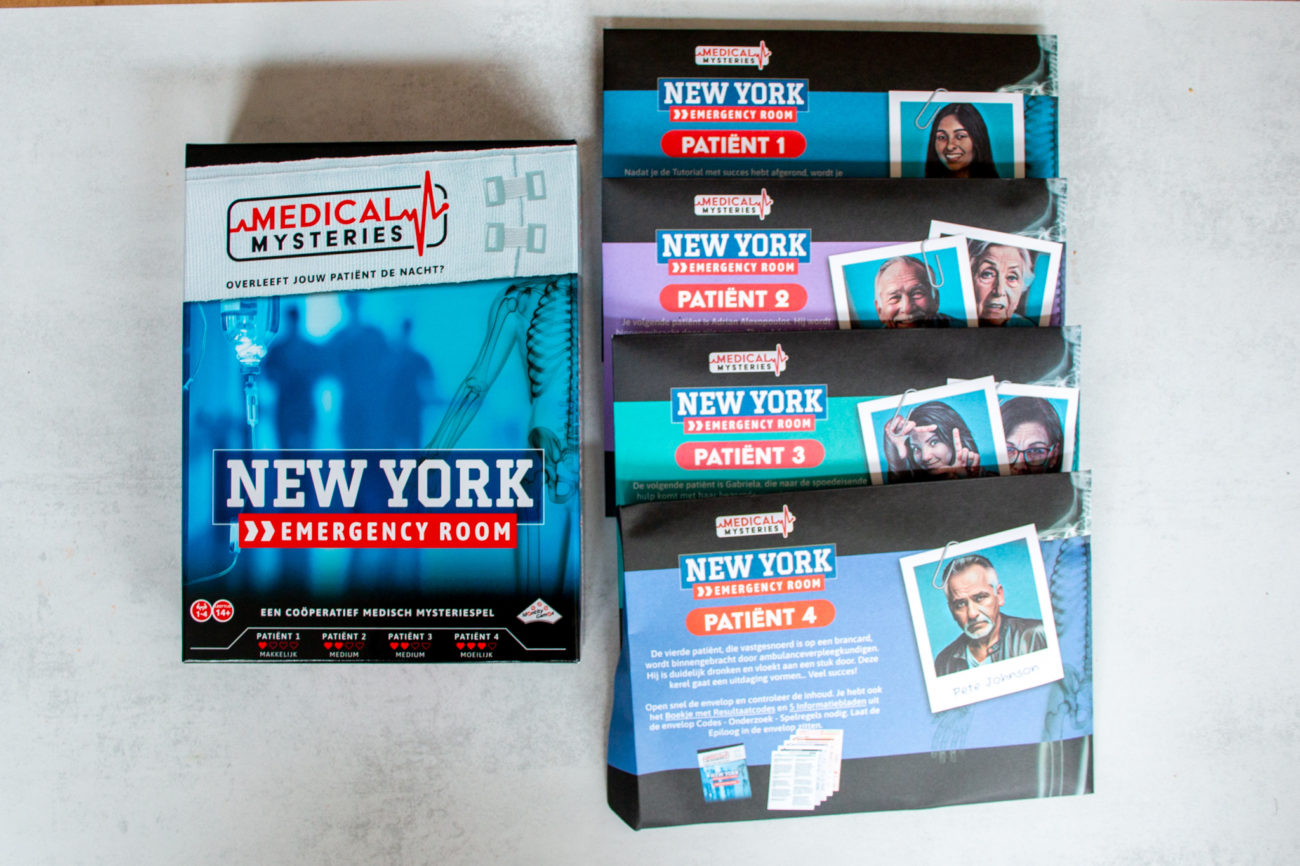 MEDICAL
MYSTERIES
OVERLEEFT JOUW PATIËNT DE NACHT?
NEW YORK
EMERGENCY ROOM
1-4
14+
EEN COÖPERATIEF MEDISCH MYSTERIESPEL
PATIËNT 1
MAKKELIJK
PATIËNT 2
MEDIUM
PATIËNT 3
MEDIUM
PATIËNT 4
MOEILIJK
MEDICAL
MYSTERIES
NEW YORK
EMERGENCY ROOM
PATIËNT 1
Nadat je de Tutorial met succes hebt afgerond, wordt je
MEDICAL
MYSTERIES
NEW YORK
EMERGENCY ROOM
PATIËNT 2
Je volgende patiënt is Adrian Alexopoulos. Hij wordt
MEDICAL
MYSTERIES
NEW YORK
EMERGENCY ROOM
PATIËNT 3
De volgende patiënt is Gabriela, die naar de spoedeisende
hulp komt met haar
MEDICAL
MYSTERIES
NEW YORK
EMERGENCY ROOM
PATIËNT 4
De vierde patiënt, die vastgesnoerd is op een brancard,
wordt binnengebracht door ambulanceverpleegkundigen.
Hij is duidelijk dronken en vloekt aan een stuk door. Deze
kerel gaat een uitdaging vormen... Veel succes!
Open snel de envelop en controleer de inhoud. Je hebt ook
het Boekje met Resultaatcodes en 5 Informatiebladen uit
de envelop Codes - Onderzoek - Spelregels nodig. Laat de
Epiloog in de envelop zitten.
Pete Johnson